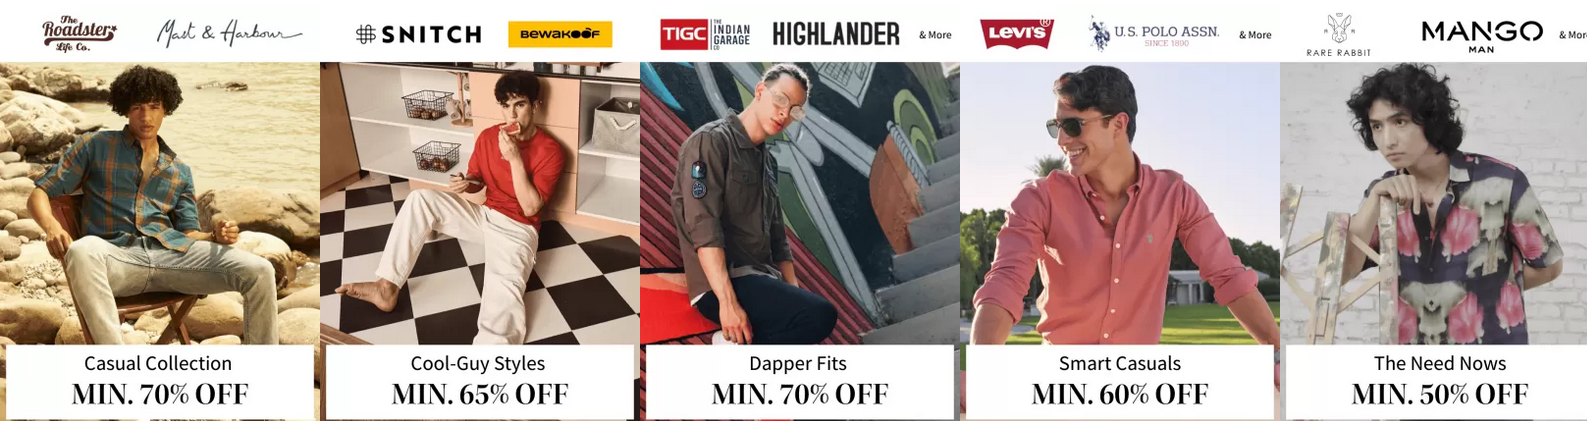 The
Roadster
Life Co.
Mast & Harbour
SNITCH
BEWAKOOF
TIGC THE INDIAN GARAGE CO
HIGHLANDER
& More
LEVI'S®
U.S. POLO ASSN.
SINCE 1890
& More
R R
RARE RABBIT
MANGO
MAN
& Mor
Casual Collection
MIN. 70% OFF
Cool-Guy Styles
MIN. 65% OFF
Dapper Fits
MIN. 70% OFF
Smart Casuals
MIN. 60% OFF
The Need Nows
MIN. 50% OFF